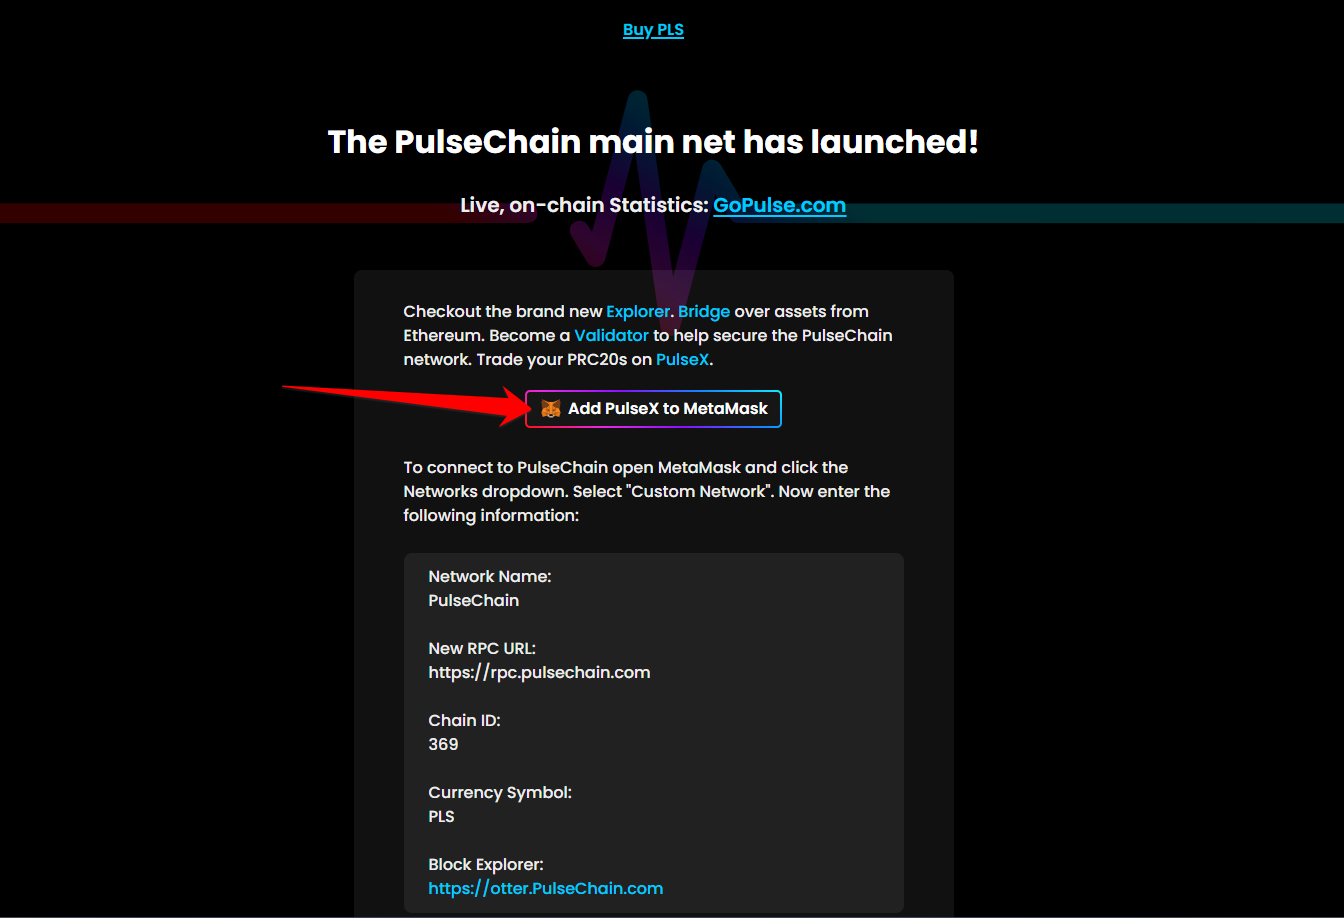 Buy PLS
The PulseChain main net has launched!
Live, on-chain Statistics: GoPulse.com
Checkout the brand new Explorer. Bridge over assets from
Ethereum. Become a Validator to help secure the PulseChain
network. Trade your PRC20s on PulseX.
Add PulseX to MetaMask
To connect to PulseChain open MetaMask and click the
Networks dropdown. Select "Custom Network". Now enter the
following information:
Network Name:
PulseChain
New RPC URL:
https://rpc.pulsechain.com
Chain ID:
369
Currency Symbol:
PLS
Block Explorer:
https://otter.PulseChain.com